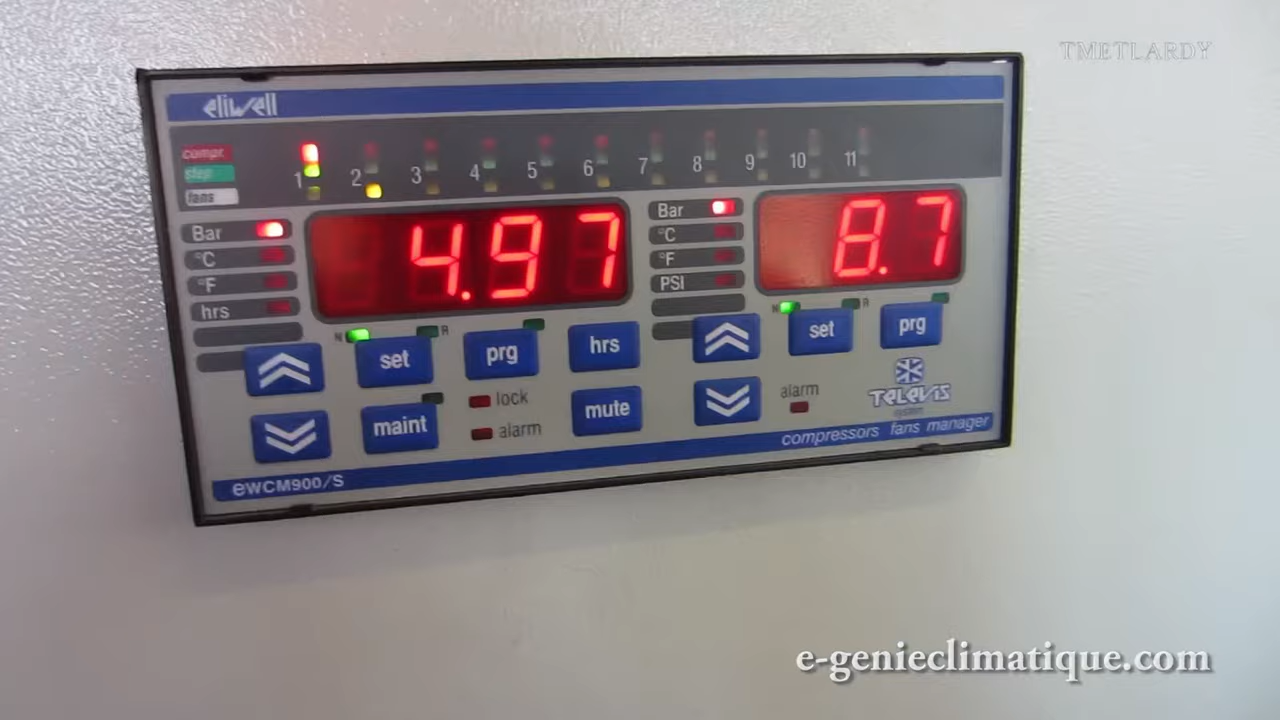 TMETLARDY
eliwell
compr.
step
fans
1 2 3 4 5 6 7 8 9 10 11
Bar
°C
°F
hrs
4.97
Bar
°C
°F
PSI
8.7
N R
set
prg
hrs
maint
lock
alarm
mute
N R
set
prg
alarm
TELEVIS
system
compressors fans manager
eWCM900/S
e-genieclimatique.com